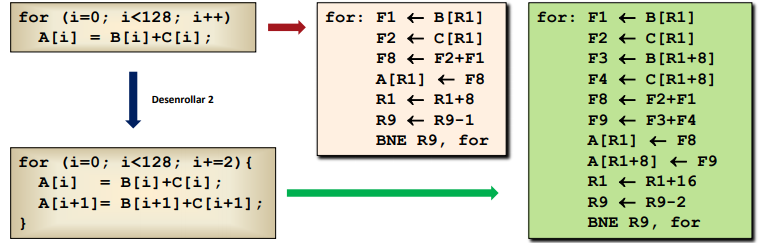 for (i=0; i<128; i++)
A[i] = B[i]+C[i];
Desenrollar 2
for (i=0; i<128; i+=2){
A[i]  = B[i]+C[i];
A[i+1]= B[i+1]+C[i+1];
}
for: F1 ← B[R1]
F2 ← C[R1]
F8 ← F2+F1
A[R1] ← F8
R1 ← R1+8
R9 ← R9-1
BNE R9, for
for: F1 ← B[R1]
F2 ← C[R1]
F3 ← B[R1+8]
F4 ← C[R1+8]
F8 ← F2+F1
F9 ← F3+F4
A[R1] ← F8
A[R1+8] ← F9
R1 ← R1+16
R9 ← R9-2
BNE R9, for